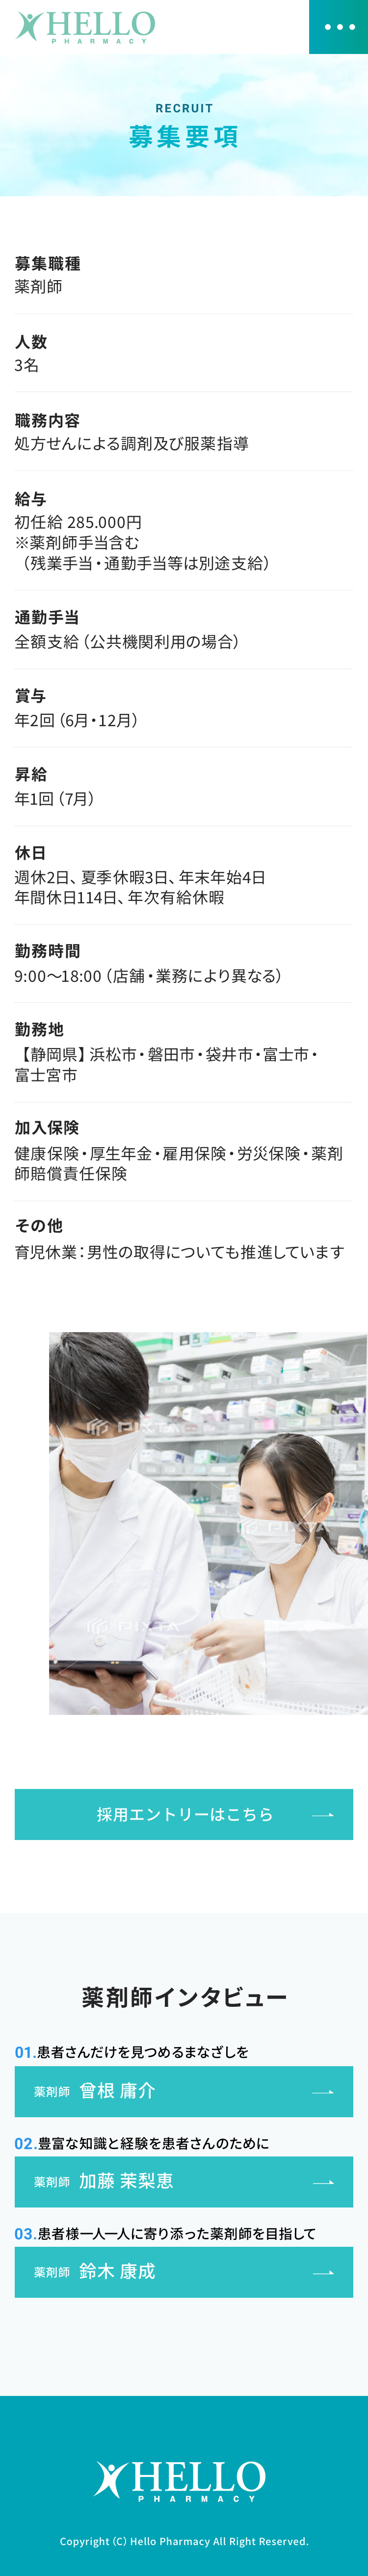 HELLO
PHARMACY
RECRUIT
募集要項
募集職種
薬剤師
人数
3名
職務内容
処方せんによる調剤及び服薬指導
給与
初任給 285.000円
※薬剤師手当含む
（残業手当・通勤手当等は別途支給）
通勤手当
全額支給（公共機関利用の場合）
賞与
年2回（6月・12月）
昇給
年1回（7月）
休日
週休2日、夏季休暇3日、年末年始4日
年間休日114日、年次有給休暇
勤務時間
9:00〜18:00（店舗・業務により異なる）
勤務地
【静岡県】浜松市・磐田市・袋井市・富士市・
富士宮市
加入保険
健康保険・厚生年金・雇用保険・労災保険・薬剤
師賠償責任保険
その他
育児休業：男性の取得についても推進しています
PIXTA
PIXTA
PIXTA
採用エントリーはこちら
薬剤師インタビュー
01.患者さんだけを見つめるまなざしを
薬剤師 曾根 庸介
02.豊富な知識と経験を患者さんのために
薬剤師 加藤 茉梨恵
03.患者様一人一人に寄り添った薬剤師を目指して
薬剤師 鈴木 康成
HELLO
PHARMACY
Copyright (C) Hello Pharmacy All Right Reserved.